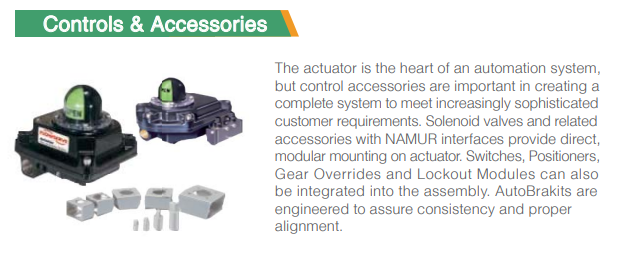 Controls & Accessories
The actuator is the heart of an automation system,
but control accessories are important in creating a
complete system to meet increasingly sophisticated
customer requirements. Solenoid valves and related
accessories with NAMUR interfaces provide direct,
modular mounting on actuator. Switches, Positioners,
Gear Overrides and Lockout Modules can also
be integrated into the assembly. AutoBrakits are
engineered to assure consistency and proper
alignment.